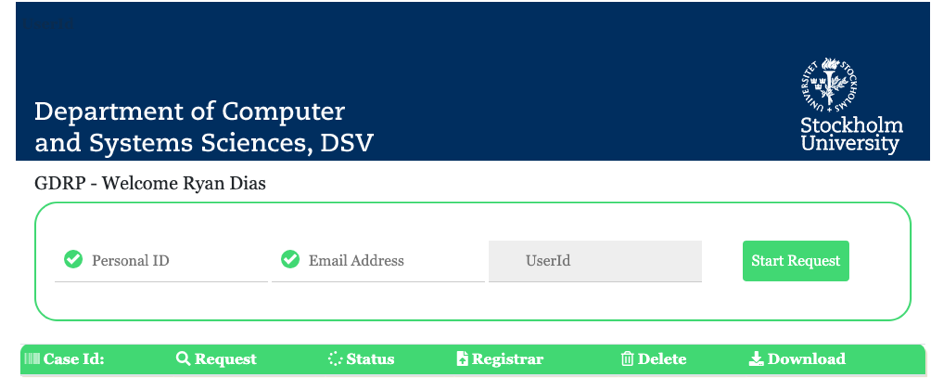 UNIVERSITET STOCKHOLMS
Department of Computer
and Systems Sciences, DSV
Stockholm
University
GDRP - Welcome Ryan Dias
Personal ID Email Address UserId Start Request
Case Id: Request Status Registrar Delete Download